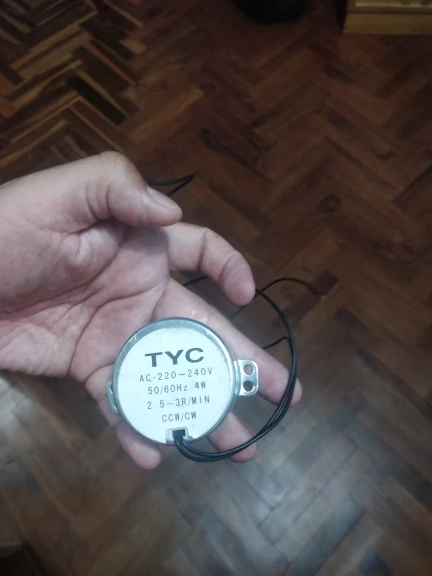 TYC
AC-220~240V
50/60Hz 4W
2.5~3R/MIN
CCW/CW